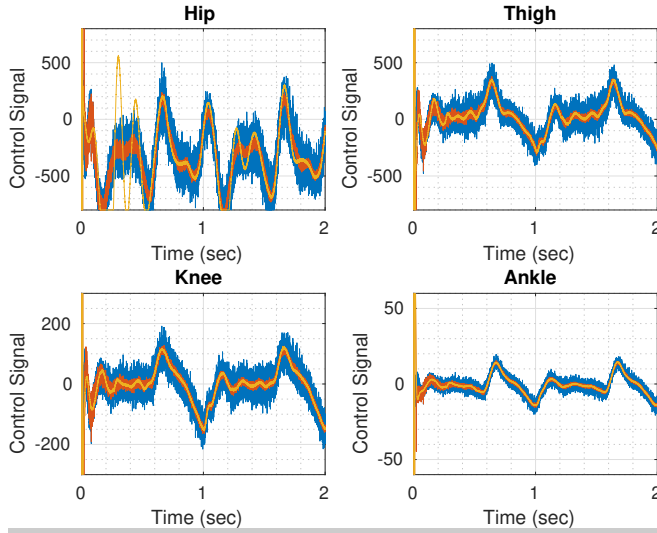 Hip
Thigh
Control Signal
500
0
-500
0
1
2
Time (sec)
Control Signal
500
0
-500
0
1
2
Time (sec)
Knee
Ankle
Control Signal
200
0
-200
0
1
2
Time (sec)
Control Signal
50
0
-50
0
1
2
Time (sec)